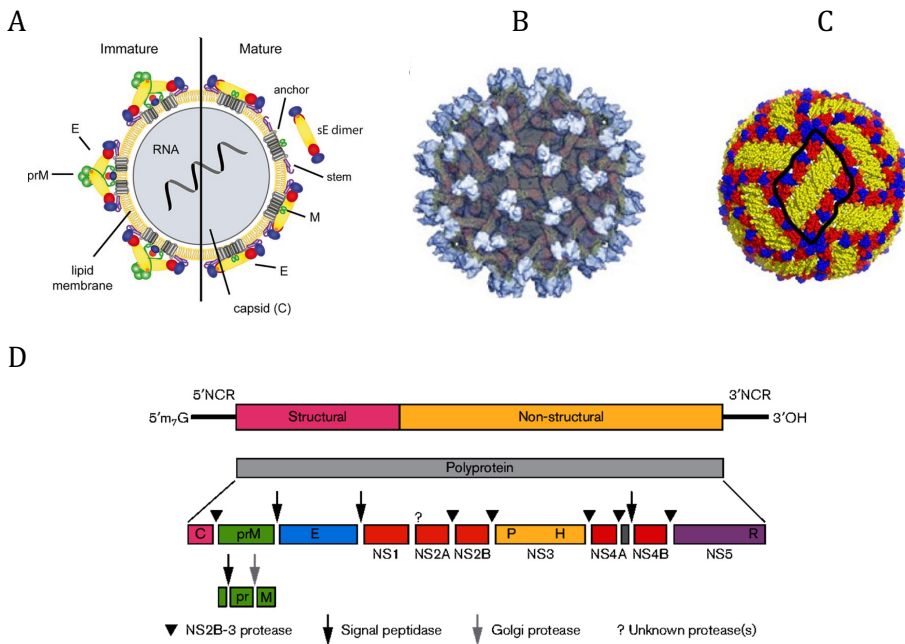 A
B
C
Immature
Mature
anchor
E
sE dimer
RNA
prM
stem
M
lipid
membrane
E
capsid (C)
D
5′NCR
3′NCR
5′m₇G
Structural
Non-structural
3′OH
Polyprotein
?
C
prM
E
P
H
R
NS1
NS2A
NS2B
NS3
NS4A
NS4B
NS5
pr
M
NS2B-3 protease
Signal peptidase
Golgi protease
? Unknown protease(s)